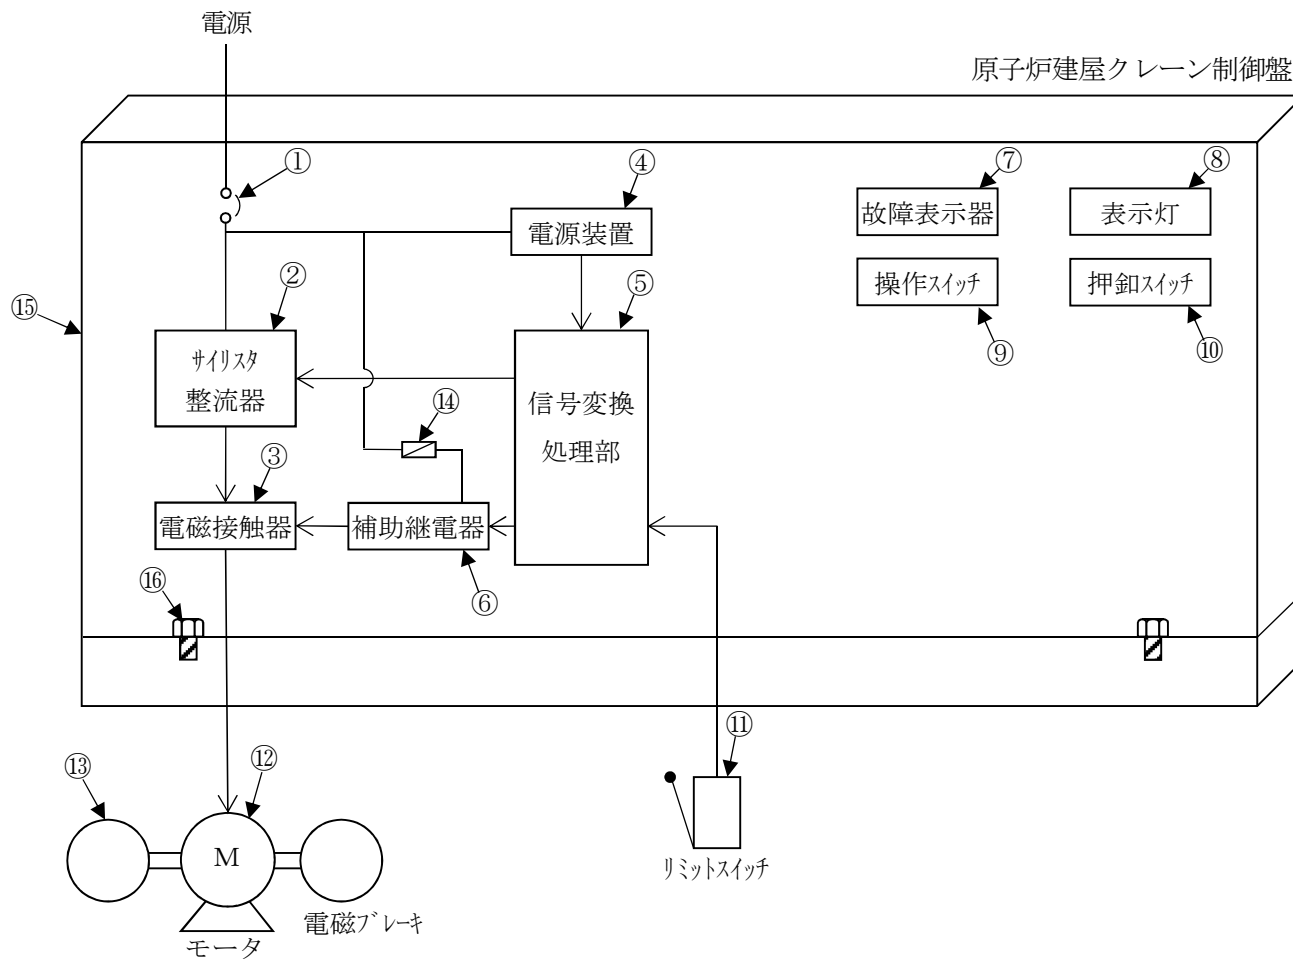 電源
原子炉建屋クレーン制御盤
①
④
⑦
⑧
電源装置
故障表示器
表示灯
②
⑤
操作スイッチ
押釦スイッチ
⑮
⑨
⑩
サイリスタ
整流器
⑭
信号変換
処理部
③
電磁接触器
補助継電器
⑯
⑥
⑪
⑬
⑫
M
リミットスイッチ
電磁ブレーキ
モータ